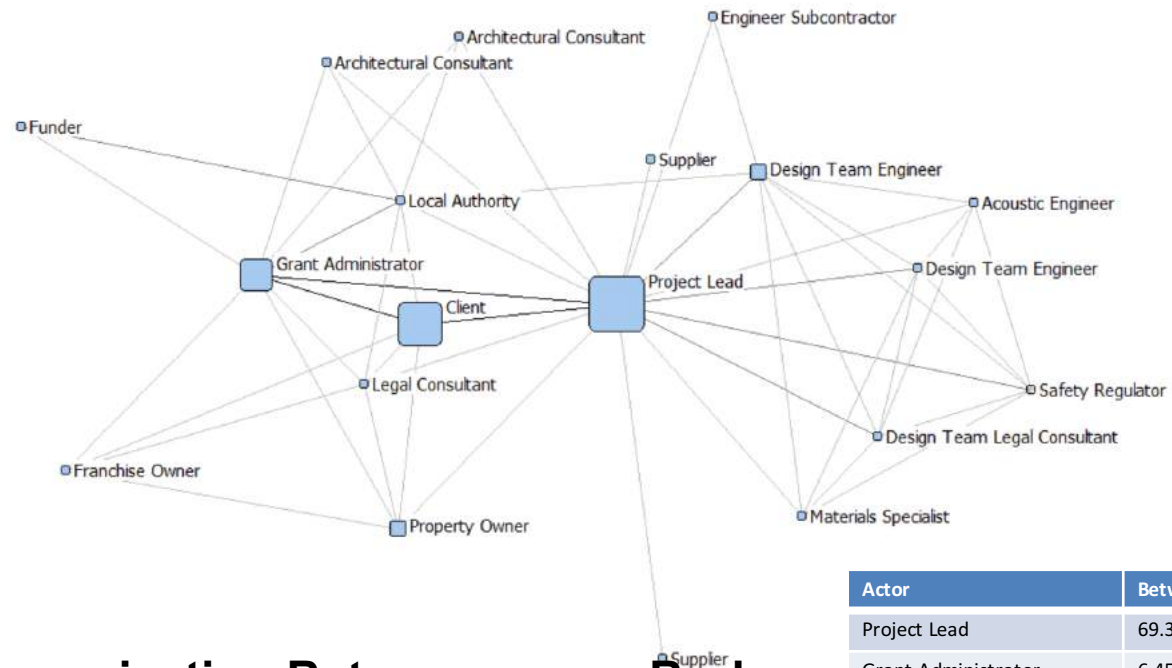 Engineer Subcontractor
Architectural Consultant
Architectural Consultant
Funder
Supplier
Design Team Engineer
Local Authority
Acoustic Engineer
Grant Administrator
Design Team Engineer
Project Lead
Client
Legal Consultant
Safety Regulator
Design Team Legal Consultant
Franchise Owner
Materials Specialist
Property Owner
Actor
Project Lead 69.3
Supplier